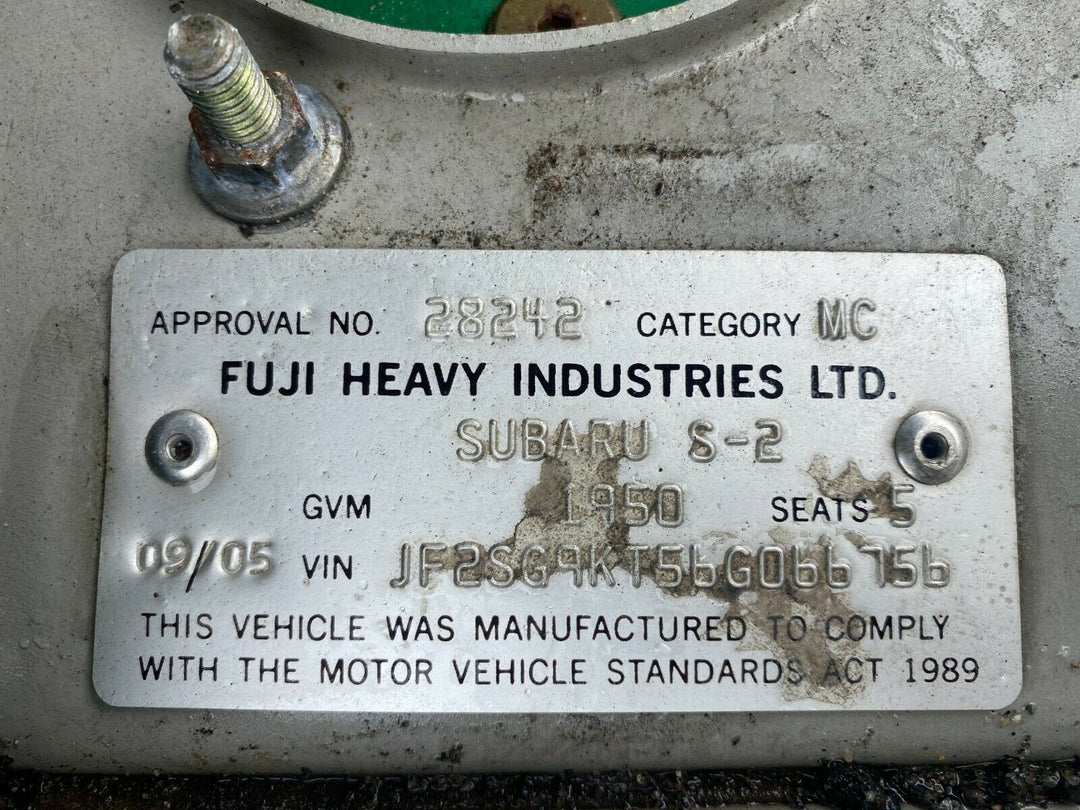 APPROVAL NO. 28242 CATEGORY MC
FUJI HEAVY INDUSTRIES LTD.
SUBARU S-2
GVM 1950 SEATS 5
09/05 VIN JF2SG9KT56G066756
THIS VEHICLE WAS MANUFACTURED TO COMPLY
WITH THE MOTOR VEHICLE STANDARDS ACT 1989